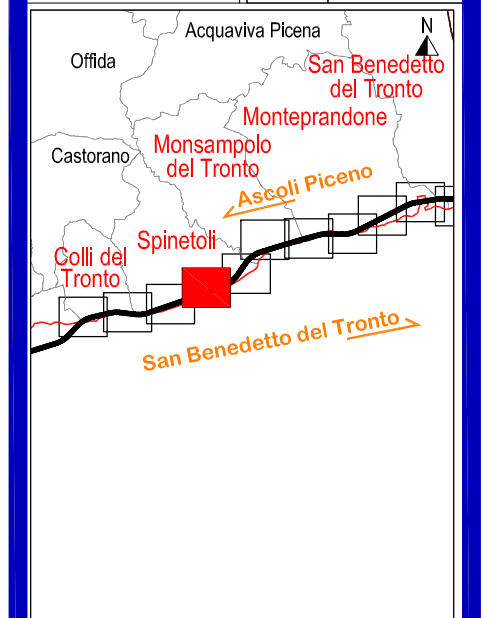 Acquaviva Picena
N
Offida
San Benedetto
del Tronto
Monteprandone
Monsampolo
del Tronto
Castorano
Ascoli Piceno
Spinetoli
Colli del
Tronto
San Benedetto del Tronto